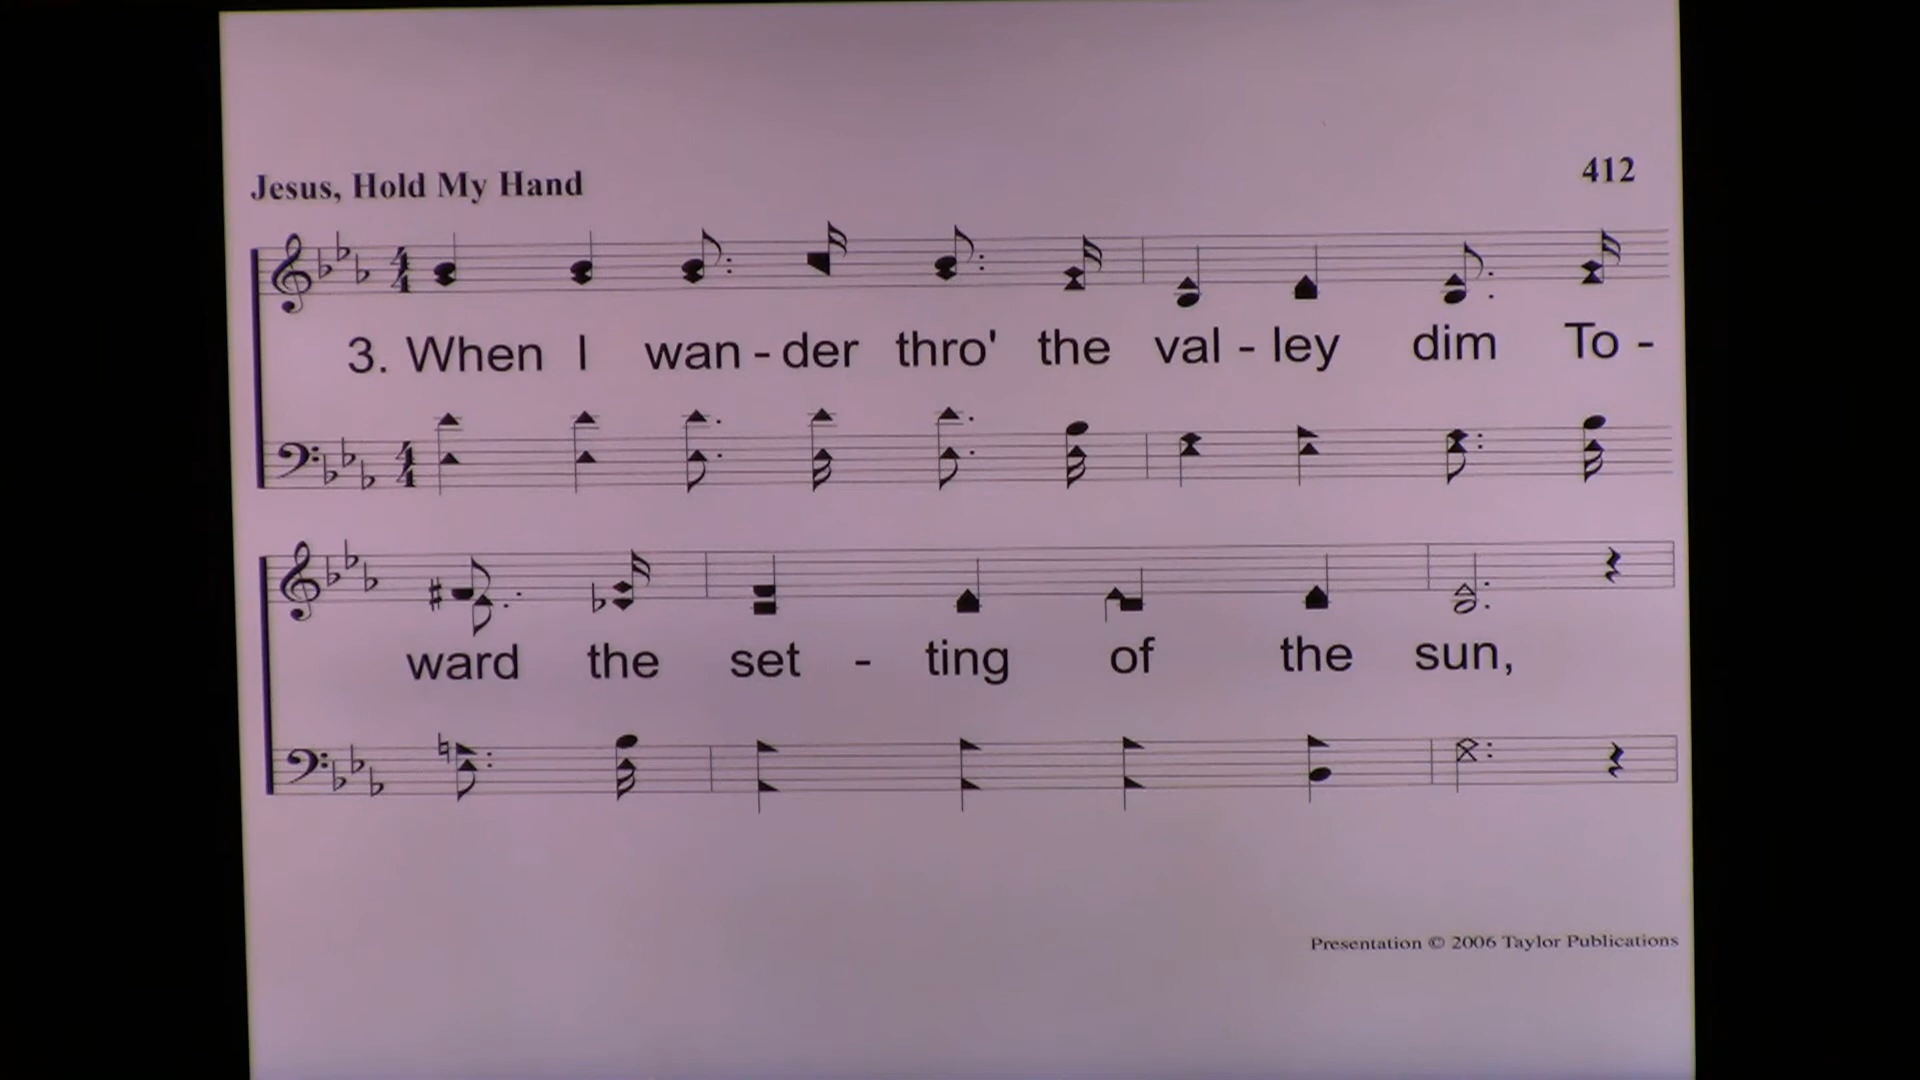 Jesus, Hold My Hand
412
3. When I wan - der thro' the val - ley dim To -
ward the set - ting of the sun,
Presentation © 2006 Taylor Publications